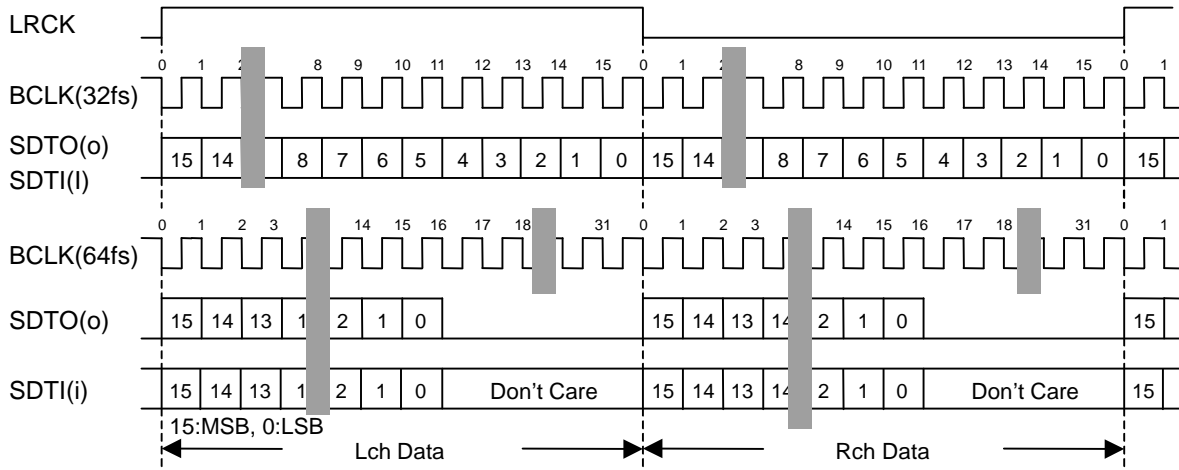 LRCK
0 1 2 8 9 10 11 12 13 14 15 0 1 2 8 9 10 11 12 13 14 15 0 1
BCLK(32fs)
SDTO(o)
SDTI(I)
15 14 8 7 6 5 4 3 2 1 0 15 14 8 7 6 5 4 3 2 1 0 15
0 1 2 3 14 15 16 17 18 31 0 1 2 3 14 15 16 17 18 31 0 1
BCLK(64fs)
SDTO(o) 15 14 13 1 2 1 0 15 14 13 14 2 1 0 15
SDTI(i) 15 14 13 1 2 1 0 Don't Care 15 14 13 14 2 1 0 Don't Care 15
15:MSB, 0:LSB
Lch Data Rch Data